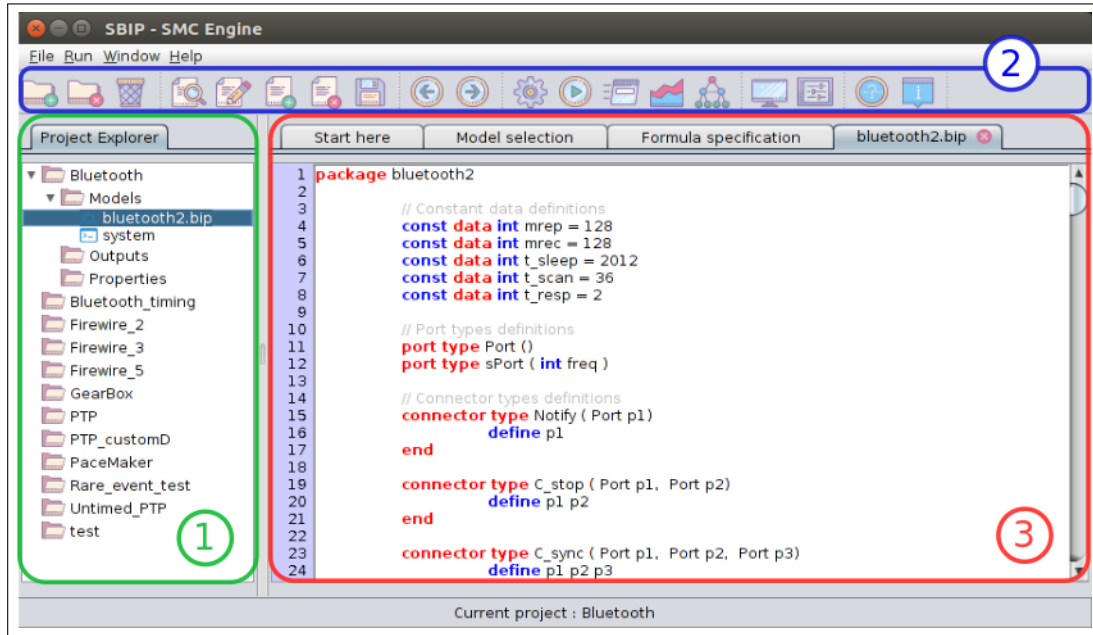 SBIP - SMC Engine
File Run Window Help
2
Project Explorer
Bluetooth
Models
bluetooth2.bip
system
Outputs
Properties
Bluetooth_timing
Firewire_2
Firewire_3
Firewire_5
GearBox
PTP
PTP_customD
PaceMaker
Rare_event_test
Untimed_PTP
test
1
Start here Model selection Formula specification bluetooth2.bip
1 package bluetooth2
2
3 // Constant data definitions
4 const data int mrep = 128
5 const data int mrec = 128
6 const data int t_sleep = 2012
7 const data int t_scan = 36
8 const data int t_resp = 2
9
10 // Port types definitions
11 port type Port ()
12 port type sPort ( int freq )
13
14 // Connector types definitions
15 connector type Notify ( Port p1)
16 define p1
17 end
18
19 connector type C_stop ( Port p1, Port p2)
20 define p1 p2
21 end
22
23 connector type C_sync ( Port p1, Port p2, Port p3)
24 define p1 p2 p3
3
Current project : Bluetooth